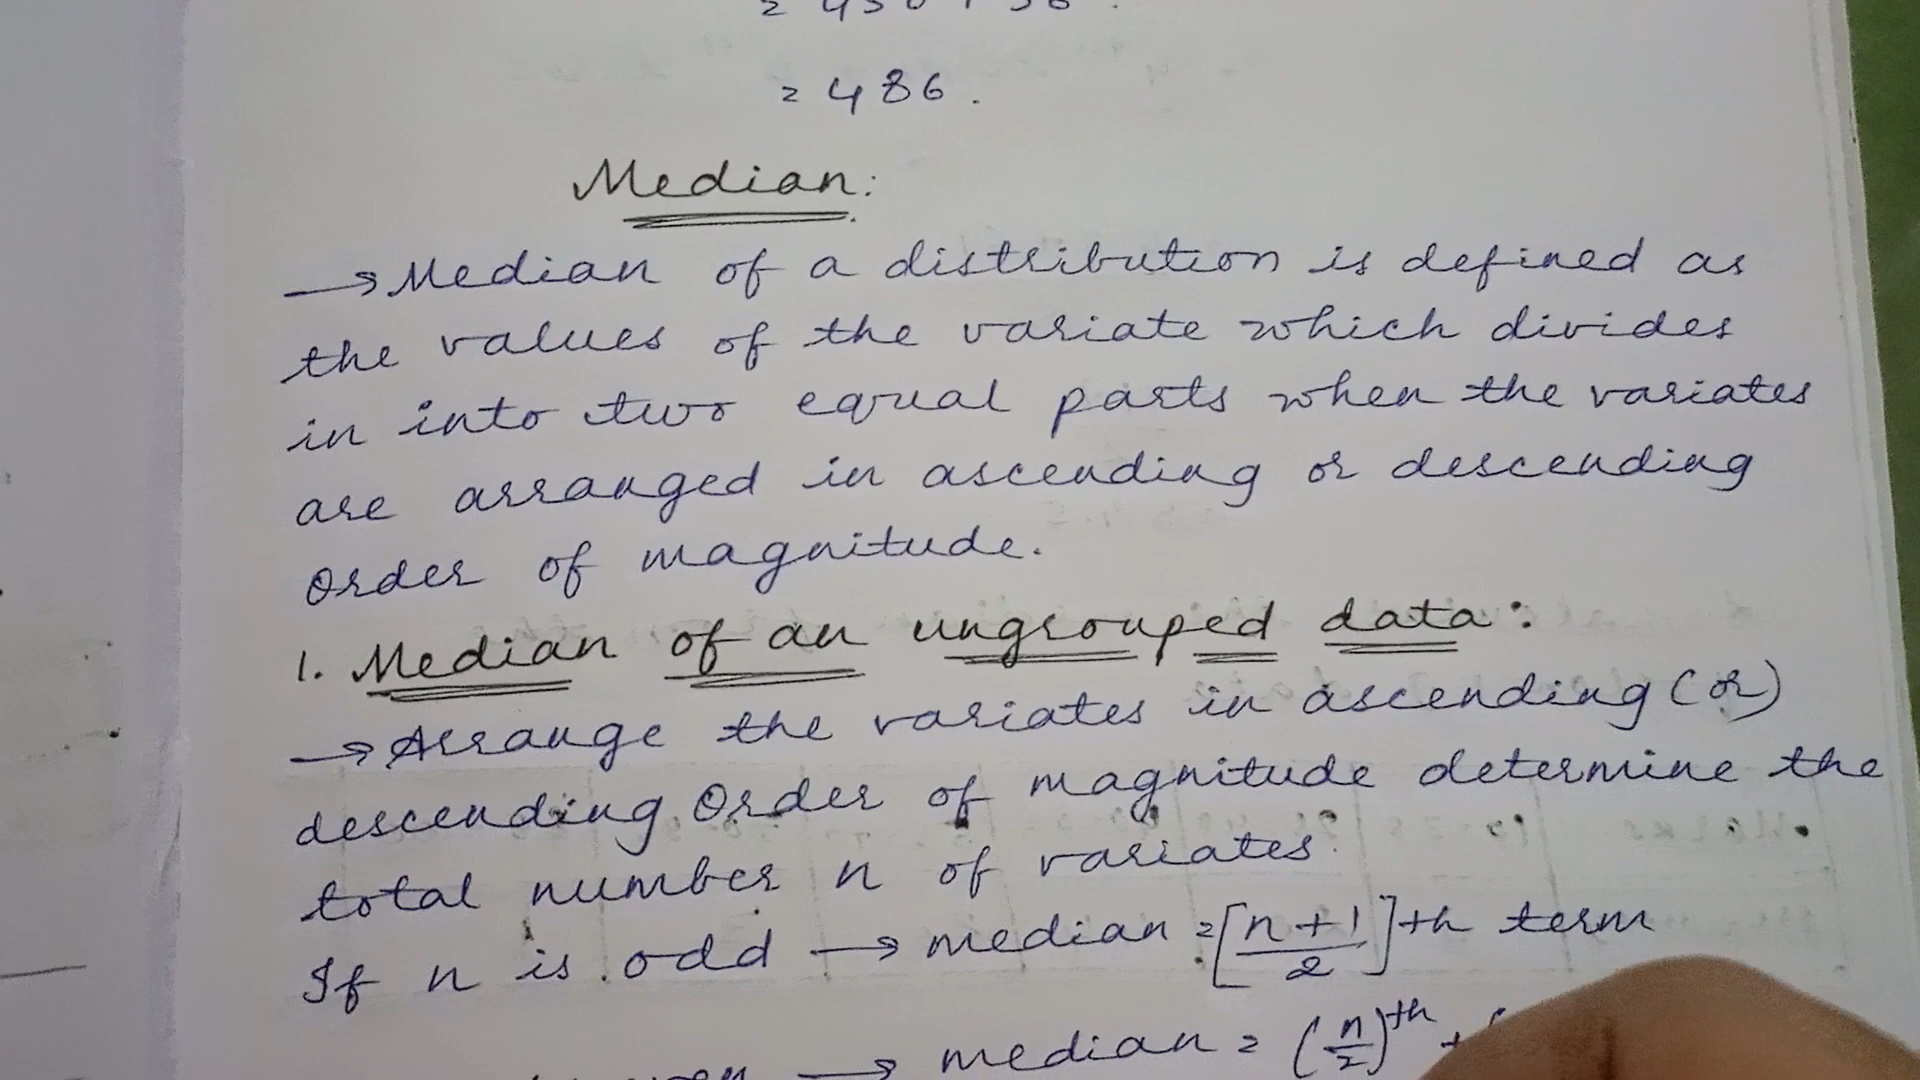 = 486.
Median:
→ Median of a distribution is defined as
the values of the variate which divides
in into two equal parts when the variates
are arranged in ascending or descending
Order of magnitude.
1. Median of an ungrouped data:
→ Arrange the variates in ascending (or)
descending Order of magnitude determine the
total number n of variates.
If n is odd → median = [n+1/2]th term
→ median = (n/2)th +